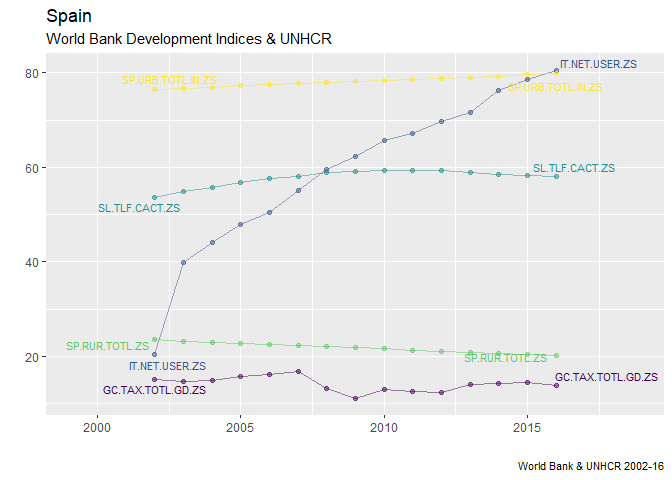 Spain
World Bank Development Indices & UNHCR
80
60
40
20
IT.NET.USER.ZS
SP.URB.TOTL.IN.ZS
SP.URB.TOTL.IN.ZS
SL.TLF.CACT.ZS
SL.TLF.CACT.ZS
SP.RUR.TOTL.ZS
SP.RUR.TOTL.ZS
IT.NET.USER.ZS
GC.TAX.TOTL.GD.ZS
GC.TAX.TOTL.GD.ZS
2000
2005
2010
2015
World Bank & UNHCR 2002-16